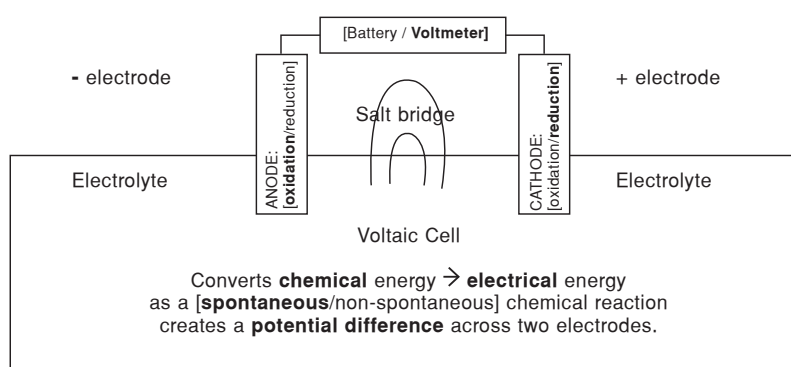 [Battery / Voltmeter]
- electrode
+ electrode
ANODE:
[oxidation/reduction]
Salt bridge
CATHODE:
[oxidation/reduction]
Electrolyte
Electrolyte
Voltaic Cell
Converts chemical energy → electrical energy
as a [spontaneous/non-spontaneous] chemical reaction
creates a potential difference across two electrodes.